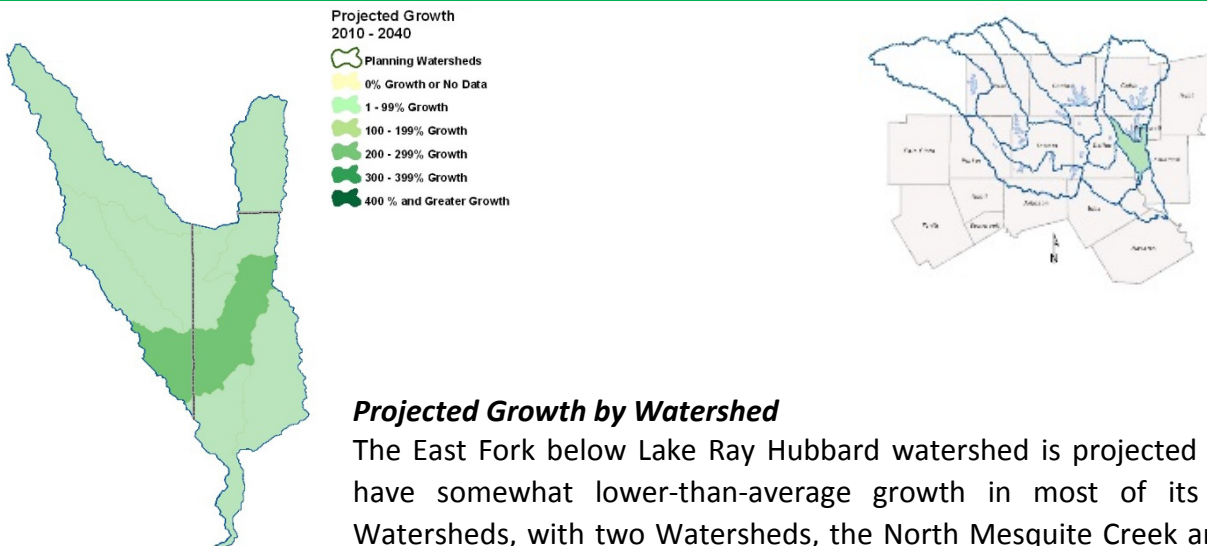 Projected Growth
2010 - 2040
Planning Watersheds
0% Growth or No Data
1 - 99% Growth
100 - 199% Growth
200 - 299% Growth
300 - 399% Growth
400 % and Greater Growth
N
Projected Growth by Watershed
The East Fork below Lake Ray Hubbard watershed is projected
have somewhat lower-than-average growth in most of its
Watersheds, with two Watersheds, the North Mesquite Creek